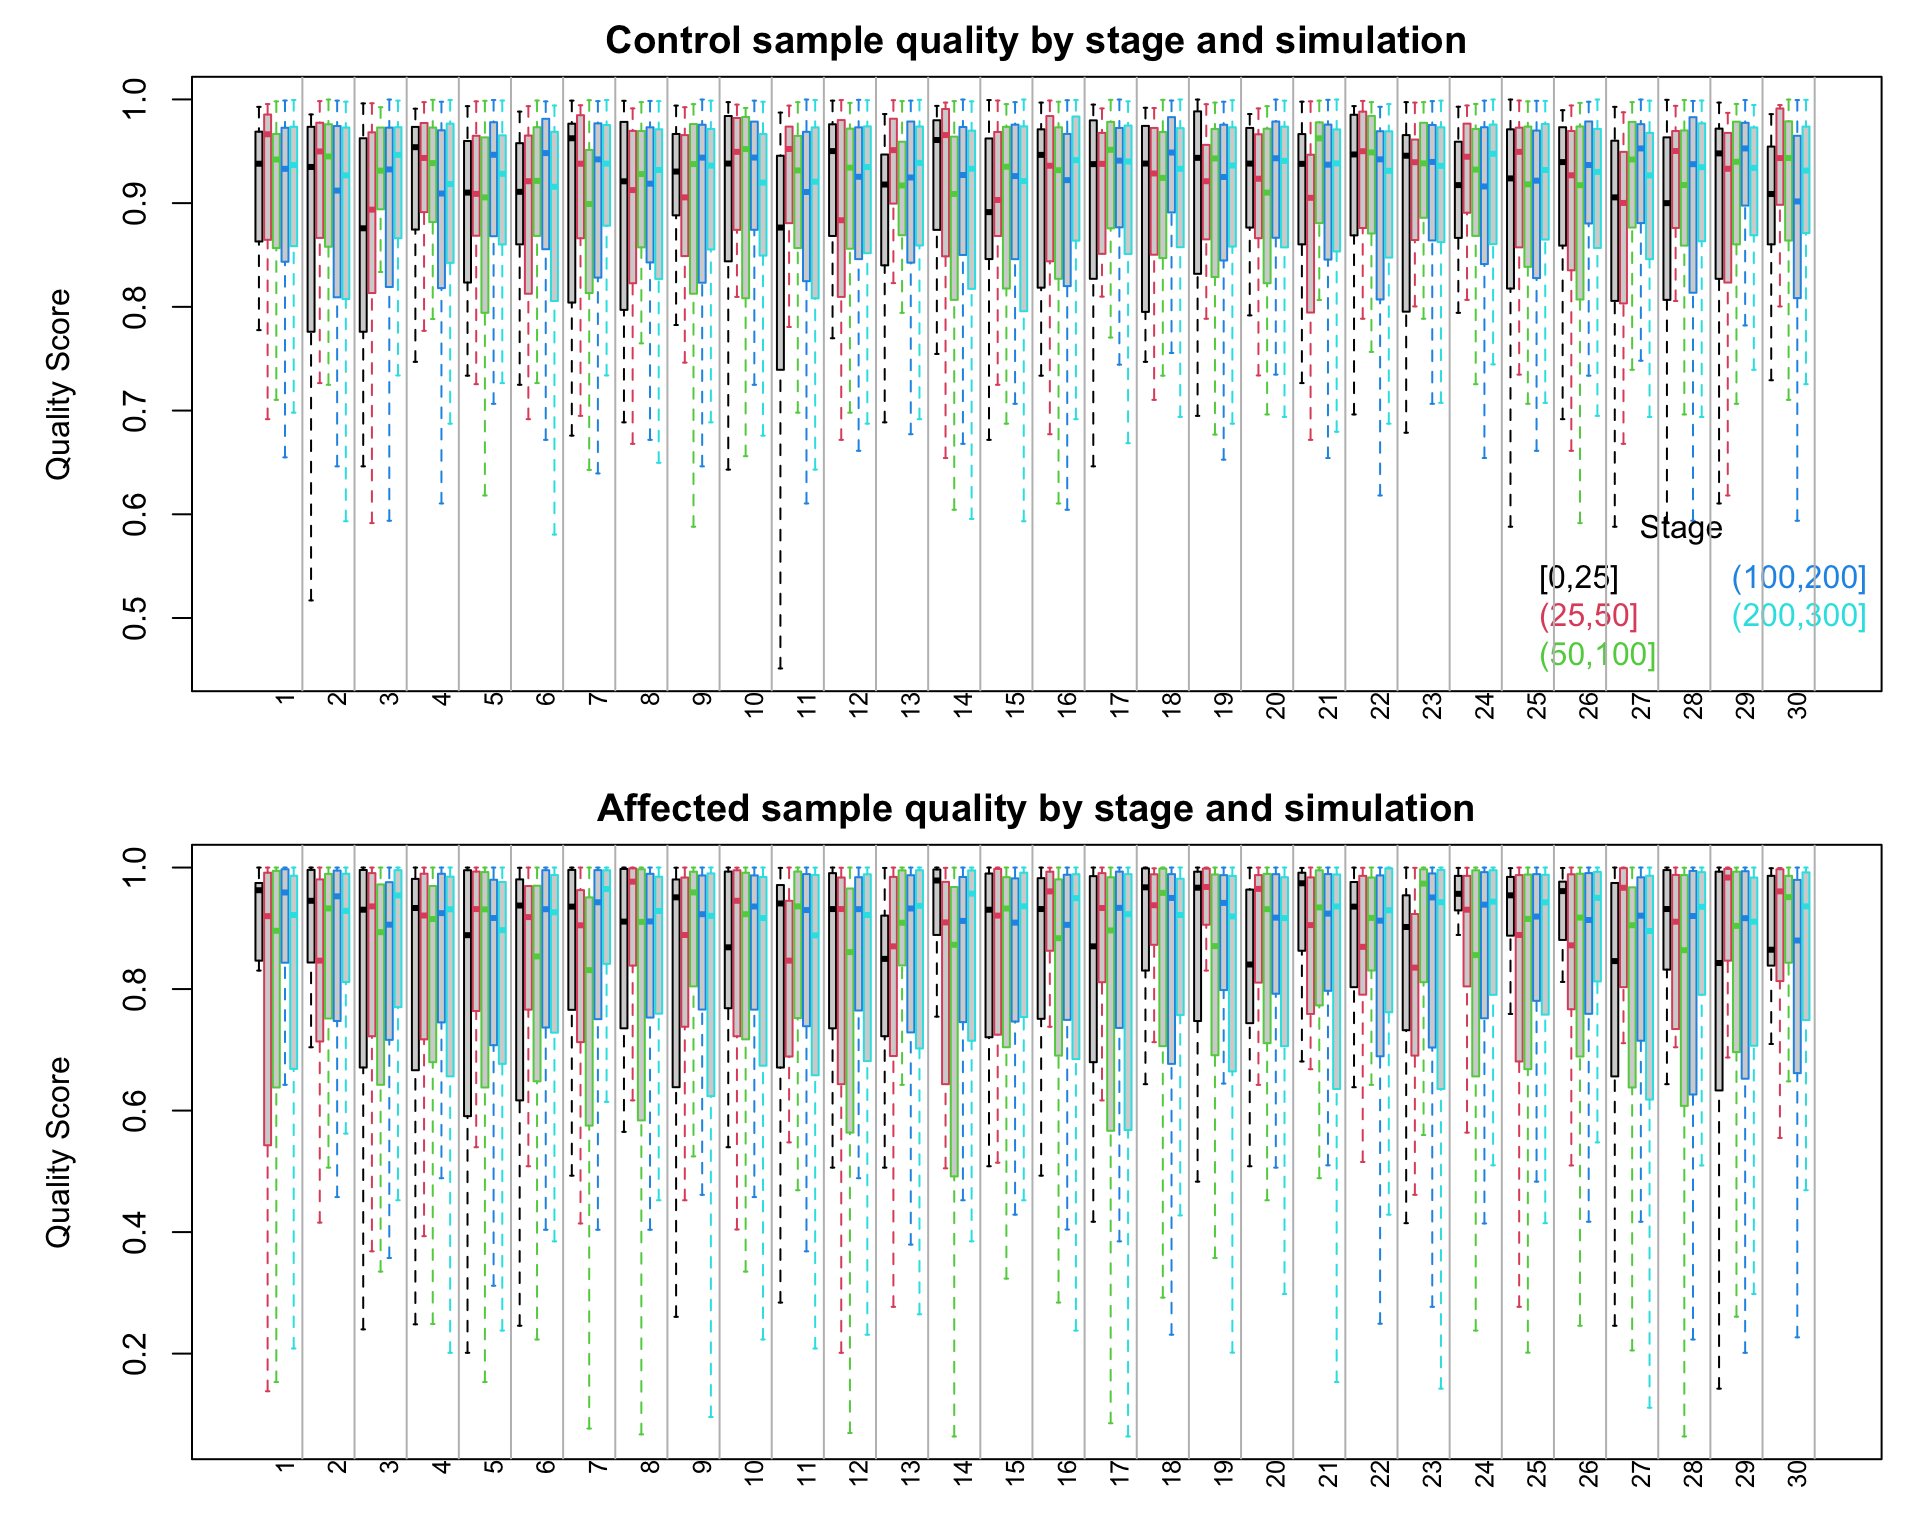 Control sample quality by stage and simulation
Quality Score
1.0
0.9
0.8
0.7
0.6
0.5
Stage
[0,25] (100,200]
(25,50] (200,300]
(50,100]
1 2 3 4 5 6 7 8 9 10 11 12 13 14 15 16 17 18 19 20 21 22 23 24 25 26 27 28 29 30
Affected sample quality by stage and simulation
Quality Score
1.0
0.8
0.6
0.4
0.2
1 2 3 4 5 6 7 8 9 10 11 12 13 14 15 16 17 18 19 20 21 22 23 24 25 26 27 28 29 30